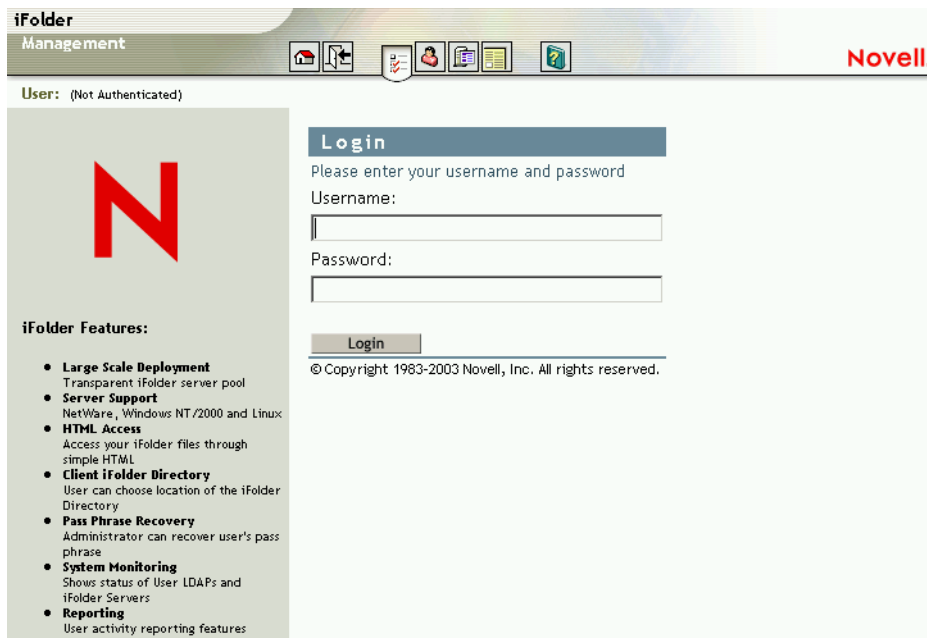 iFolder
Management
Novell
User: (Not Authenticated)
N
iFolder Features:
• Large Scale Deployment
Transparent iFolder server pool
• Server Support
NetWare, Windows NT/2000 and Linux
• HTML Access
Access your iFolder files through
simple HTML
• Client iFolder Directory
User can choose location of the iFolder
Directory
• Pass Phrase Recovery
Administrator can recover user's pass
phrase
• System Monitoring
Shows status of User LDAPs and
iFolder Servers
• Reporting
User activity reporting features
Login
Please enter your username and password
Username:
Password:
Login
© Copyright 1983-2003 Novell, Inc. All rights reserved.